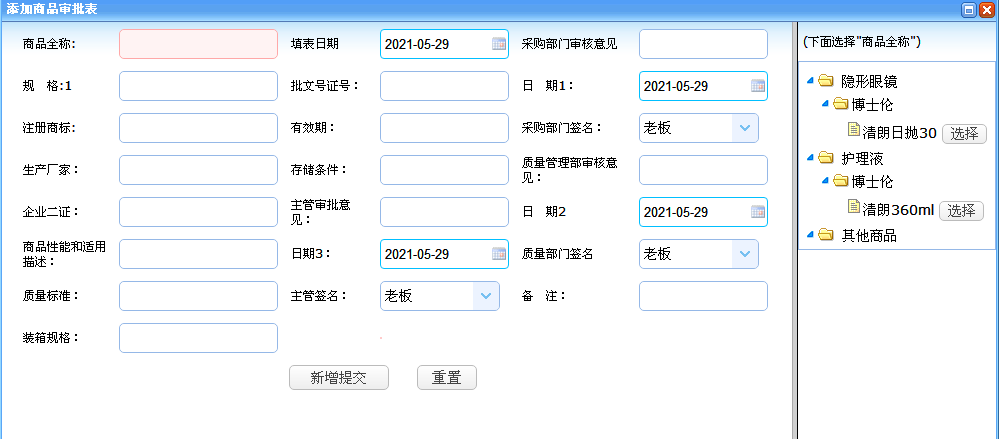 添加商品审批表
商品全称:
填表日期
2021-05-29
采购部门审核意见
规 格:1
批文号证号：
日 期1：
2021-05-29
注册商标:
有效期：
采购部门签名：
老板
生产厂家：
存储条件：
质量管理部审核意
见：
企业二证：
主管审批意
见：
日 期2
2021-05-29
商品性能和适用
描述：
日期3：
2021-05-29
质量部门签名
老板
质量标准：
主管签名：
老板
备 注：
装箱规格：
新增提交
重置
(下面选择"商品全称")
隐形眼镜
博士伦
清朗日抛30 选择
护理液
博士伦
清朗360ml 选择
其他商品